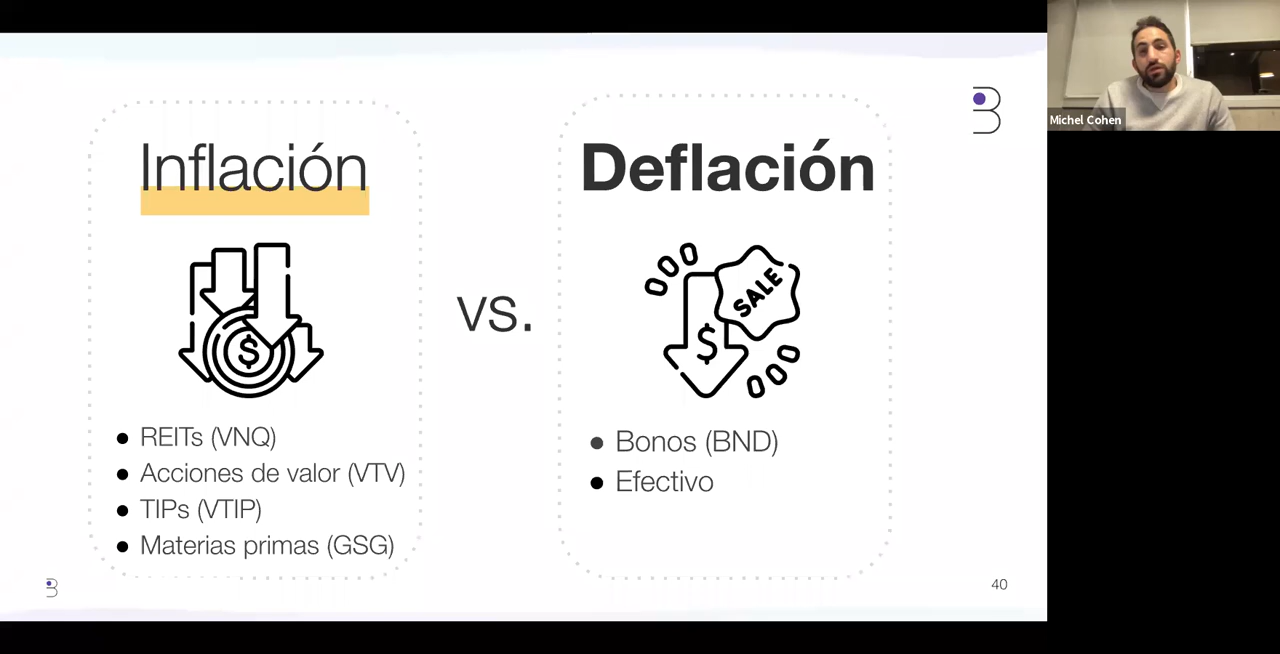 Inflación
vs.
Deflación
$
SALE
$
● REITs (VNQ)
● Acciones de valor (VTV)
● TIPs (VTIP)
● Materias primas (GSG)
● Bonos (BND)
● Efectivo
40
Michel Cohen